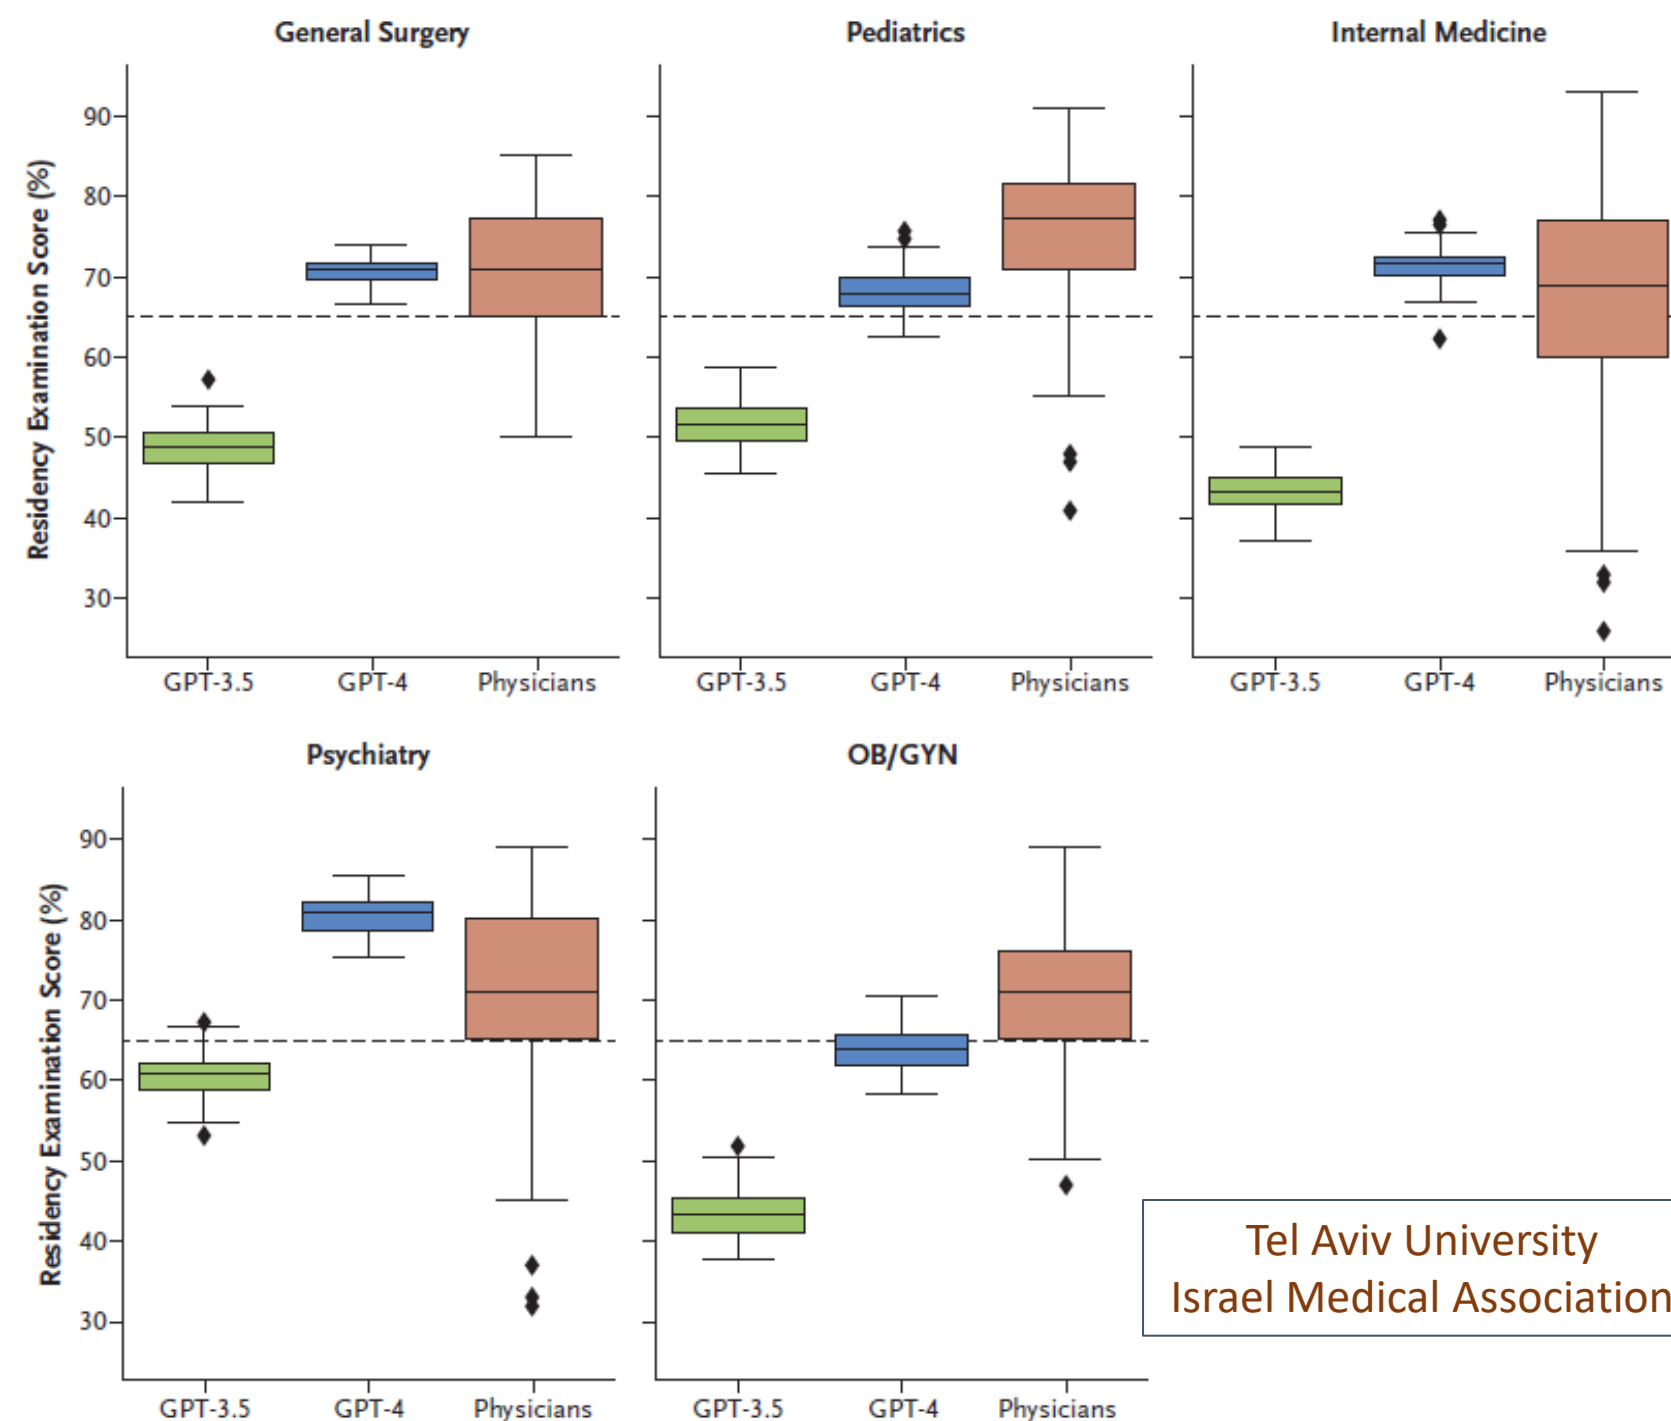 General Surgery
Pediatrics
Internal Medicine
Residency Examination Score (%)
90
80
70
60
50
40
30
GPT-3.5
GPT-4
Physicians
GPT-3.5
GPT-4
Physicians
GPT-3.5
GPT-4
Physicians
Psychiatry
OB/GYN
Residency Examination Score (%)
90
80
70
60
50
40
30
GPT-3.5
GPT-4
Physicians
GPT-3.5
GPT-4
Physicians
Tel Aviv University
Israel Medical Association